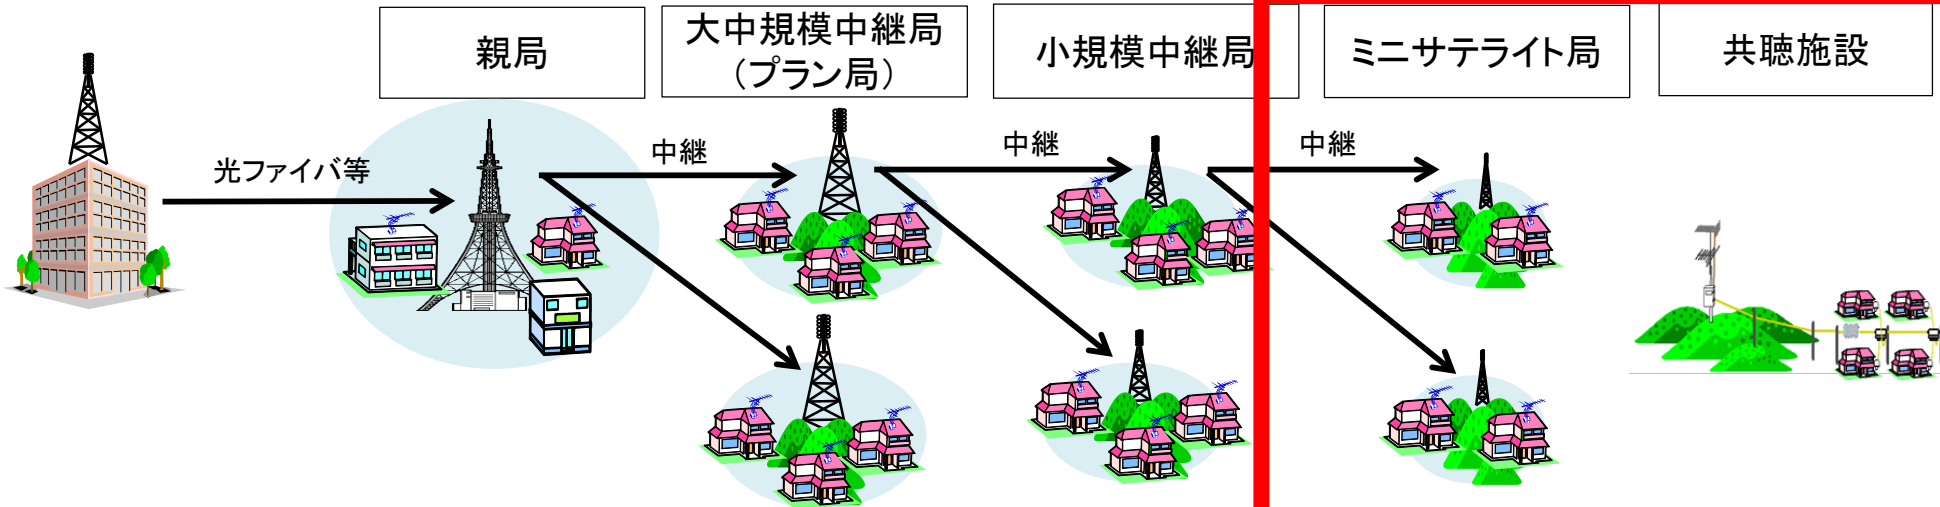 親局
大中規模中継局
（プラン局）
小規模中継局
ミニサテライト局
共聴施設
光ファイバ等
中継
中継
中継